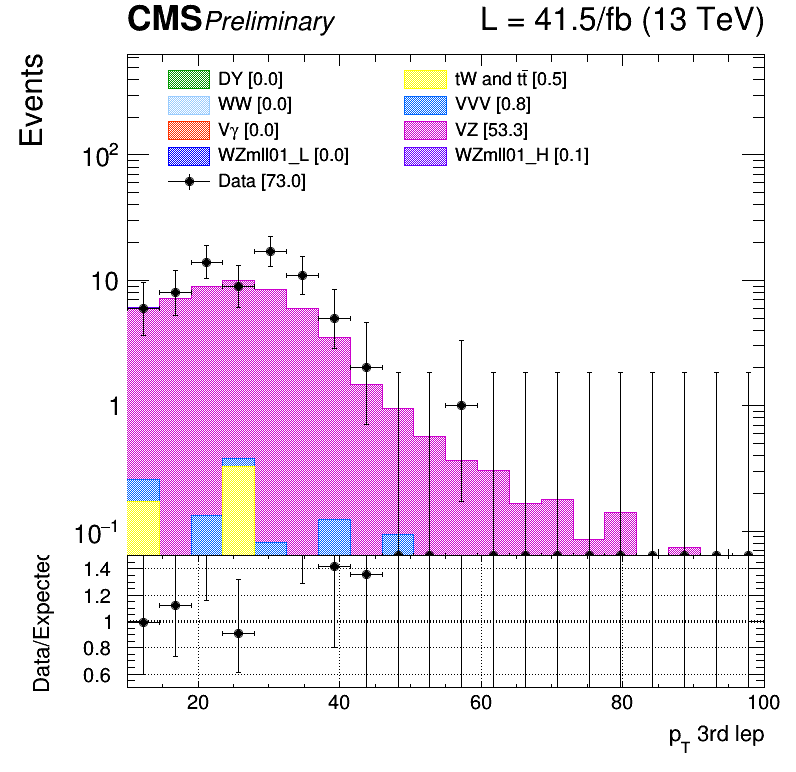 CMS Preliminary L = 41.5/fb (13 TeV)
Events
DY [0.0] tW and tt̄ [0.5]
WW [0.0] VVV [0.8]
Vγ [0.0] VZ [53.3]
WZmll01_L [0.0] WZmll01_H [0.1]
Data [73.0]
10²
10
1
10⁻¹
Data/Expected
1.4
1.2
1
0.8
0.6
20 40 60 80 100
p_T 3rd lep